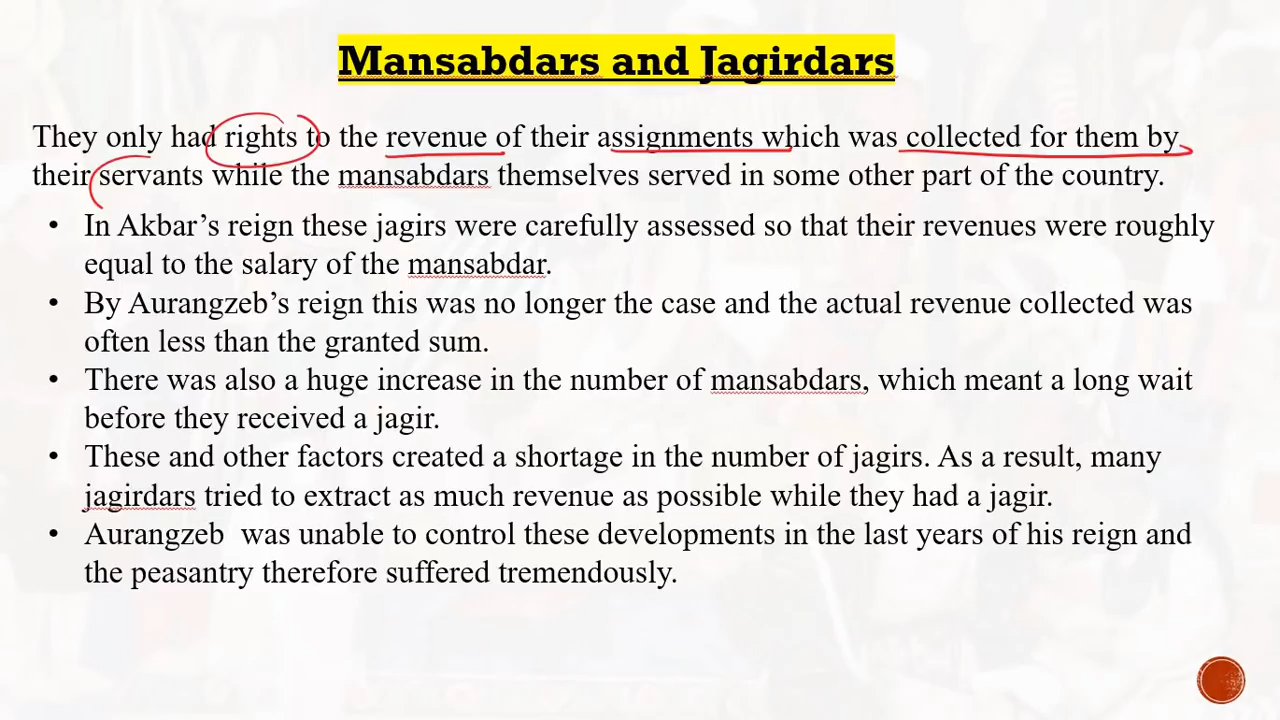 Mansabdars and Jagirdars
They only had rights to the revenue of their assignments which was collected for them by
their servants while the mansabdars themselves served in some other part of the country.
• In Akbar’s reign these jagirs were carefully assessed so that their revenues were roughly
equal to the salary of the mansabdar.
• By Aurangzeb’s reign this was no longer the case and the actual revenue collected was
often less than the granted sum.
• There was also a huge increase in the number of mansabdars, which meant a long wait
before they received a jagir.
• These and other factors created a shortage in the number of jagirs. As a result, many
jagirdars tried to extract as much revenue as possible while they had a jagir.
• Aurangzeb  was unable to control these developments in the last years of his reign and
the peasantry therefore suffered tremendously.